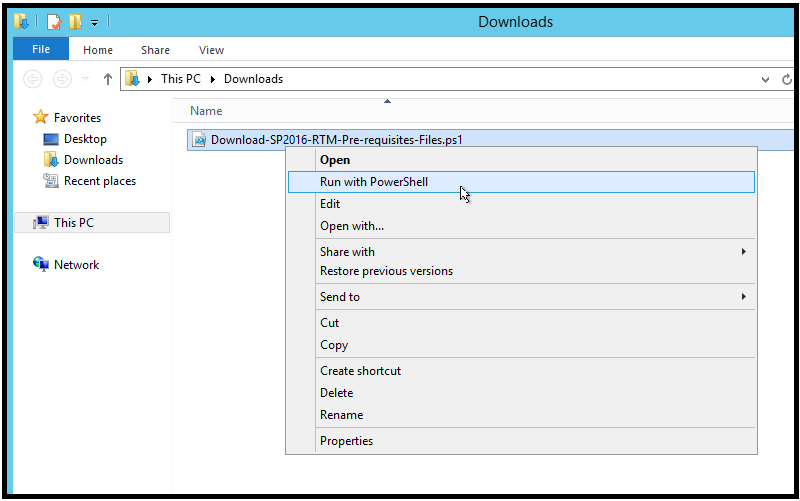 Downloads
File Home Share View
This PC Downloads
Name
Favorites
Desktop
Downloads
Recent places
This PC
Network
Download-SP2016-RTM-Pre-requisites-Files.ps1
Open
Run with PowerShell
Edit
Open with...
Share with
Restore previous versions
Send to
Cut
Copy
Create shortcut
Delete
Rename
Properties